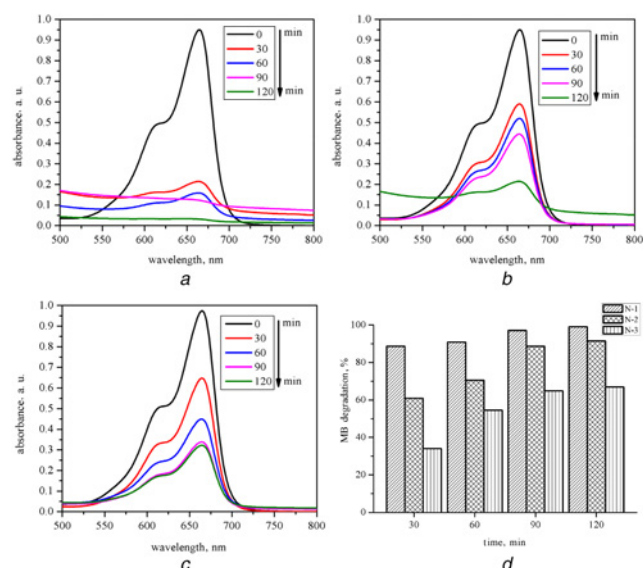 1.0
0.9
0.8
0.7
0.6
0.5
0.4
0.3
0.2
0.1
0.0
absorbance. a. u.
0 min
30
60
90
120 min
500 550 600 650 700 750 800
wavelength, nm
a
1.0
0.9
0.8
0.7
0.6
0.5
0.4
0.3
0.2
0.1
0.0
absorbance. a. u.
0 min
30
60
90
120 min
500 550 600 650 700 750 800
wavelength, nm
b
1.0
0.9
0.8
0.7
0.6
0.5
0.4
0.3
0.2
0.1
0.0
absorbance. a. u.
0 min
30
60
90
120 min
500 550 600 650 700 750 800
wavelength, nm
c
100
80
60
40
20
0
MB degradation, %
N-1
N-2
N-3
30 60 90 120
time, min
d